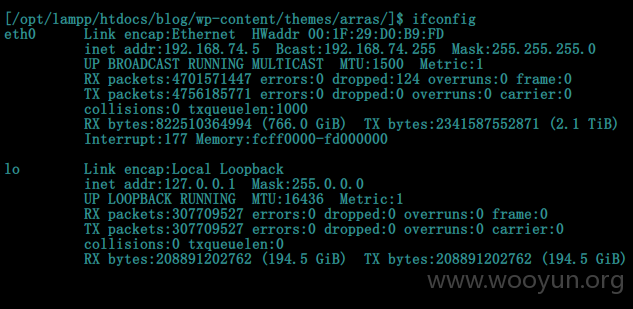 [/opt/lampp/htdocs/blog/wp-content/themes/arras/]$ ifconfig
eth0 Link encap:Ethernet HWaddr 00:1F:29:D0:B9:FD
inet addr:192.168.74.5 Bcast:192.168.74.255 Mask:255.255.255.0
UP BROADCAST RUNNING MULTICAST MTU:1500 Metric:1
RX packets:4701571447 errors:0 dropped:124 overruns:0 frame:0
TX packets:4756185771 errors:0 dropped:0 overruns:0 carrier:0
collisions:0 txqueuelen:1000
RX bytes:822510364994 (766.0 GiB) TX bytes:2341587552871 (2.1 TiB)
Interrupt:177 Memory:fcff0000-fd000000
lo Link encap:Local Loopback
inet addr:127.0.0.1 Mask:255.0.0.0
UP LOOPBACK RUNNING MTU:16436 Metric:1
RX packets:307709527 errors:0 dropped:0 overruns:0 frame:0
TX packets:307709527 errors:0 dropped:0 overruns:0 carrier:0
collisions:0 txqueuelen:0
RX bytes:208891202762 (194.5 GiB) TX bytes:208891202762 (194.5 GiB)
www.wooyun.org